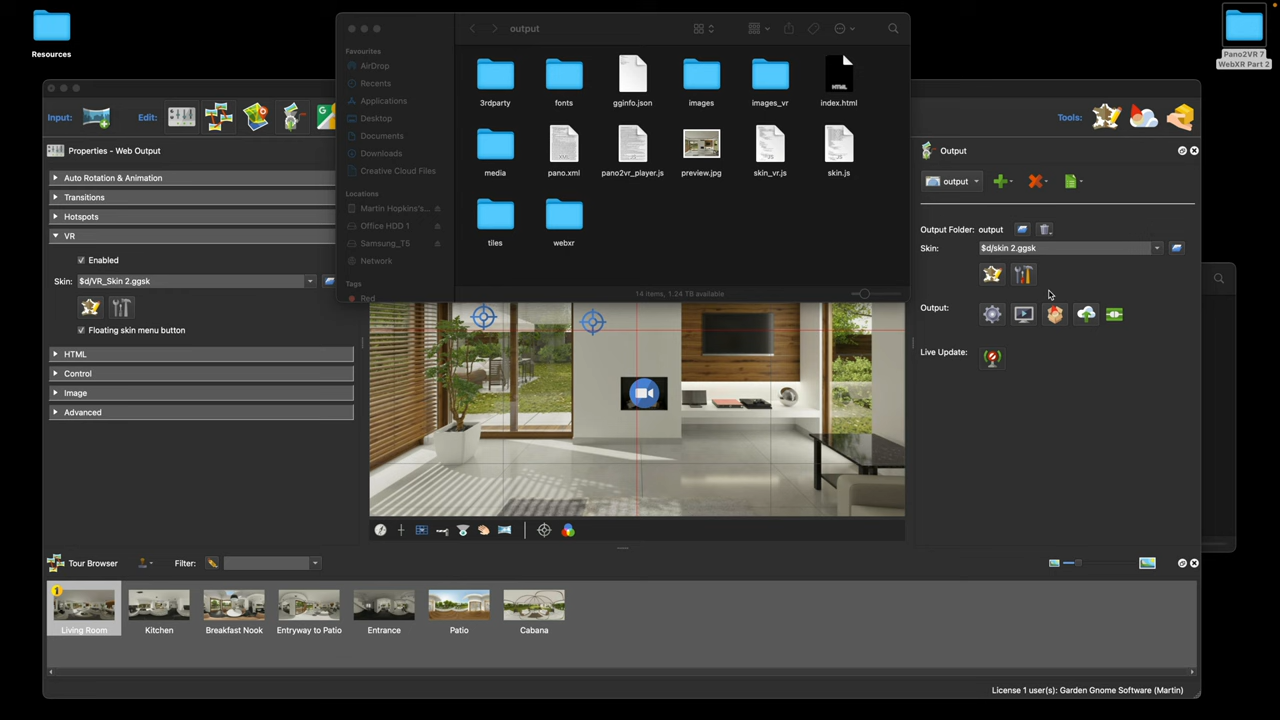 Resources
Pano2VR 7
WebXR Part 2
output
Favourites
AirDrop
Recents
Applications
Desktop
Documents
Downloads
Creative Cloud Files
Locations
Martin Hopkins's...
Office HDD 1
Samsung_T5
Network
Tags
Red
3rdparty
fonts
gginfo.json
images
images_vr
HTML
index.html
media
pano.xml
pano2vr_player.js
preview.jpg
skin_vr.js
skin.js
tiles
webxr
14 items, 1.24 TB available
Input:
Edit:
Tools:
Properties - Web Output
Auto Rotation & Animation
Transitions
Hotspots
VR
Enabled
Skin:
$d/VR_Skin 2.ggsk
Floating skin menu button
HTML
Control
Image
Advanced
Output
output
Output Folder: output
Skin:
$d/skin 2.ggsk
Output:
Live Update:
Tour Browser
Filter:
1
Living Room
Kitchen
Breakfast Nook
Entryway to Patio
Entrance
Patio
Cabana
License 1 user(s): Garden Gnome Software (Martin)